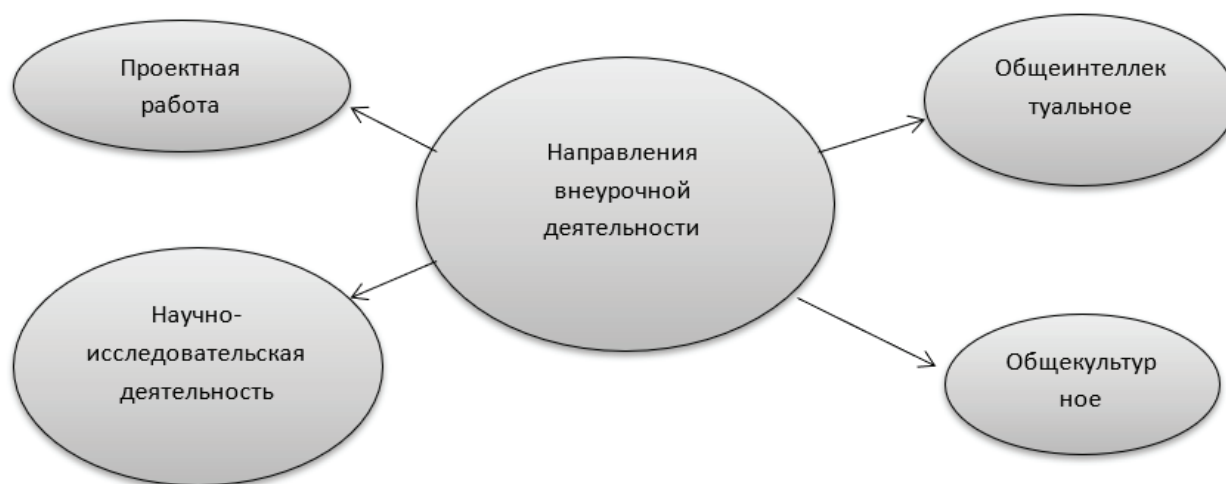 Проектная
работа
Общеинтеллек
туальное
Направления
внеурочной
деятельности
Научно-
исследовательская
деятельность
Общекультур
ное